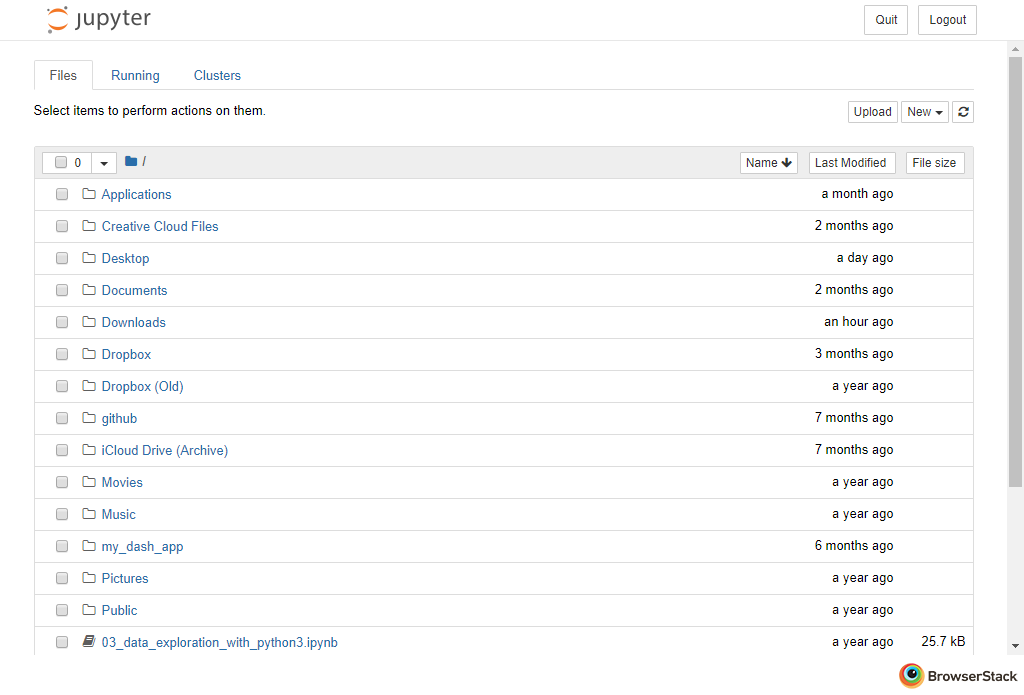 jupyter Quit Logout
Files Running Clusters
Select items to perform actions on them. Upload New
0 / Name Last Modified File size
Applications a month ago
Creative Cloud Files 2 months ago
Desktop a day ago
Documents 2 months ago
Downloads an hour ago
Dropbox 3 months ago
Dropbox (Old) a year ago
github 7 months ago
iCloud Drive (Archive) 7 months ago
Movies a year ago
Music a year ago
my_dash_app 6 months ago
Pictures a year ago
Public a year ago
03_data_exploration_with_python3.ipynb a year ago 25.7 kB
BrowserStack